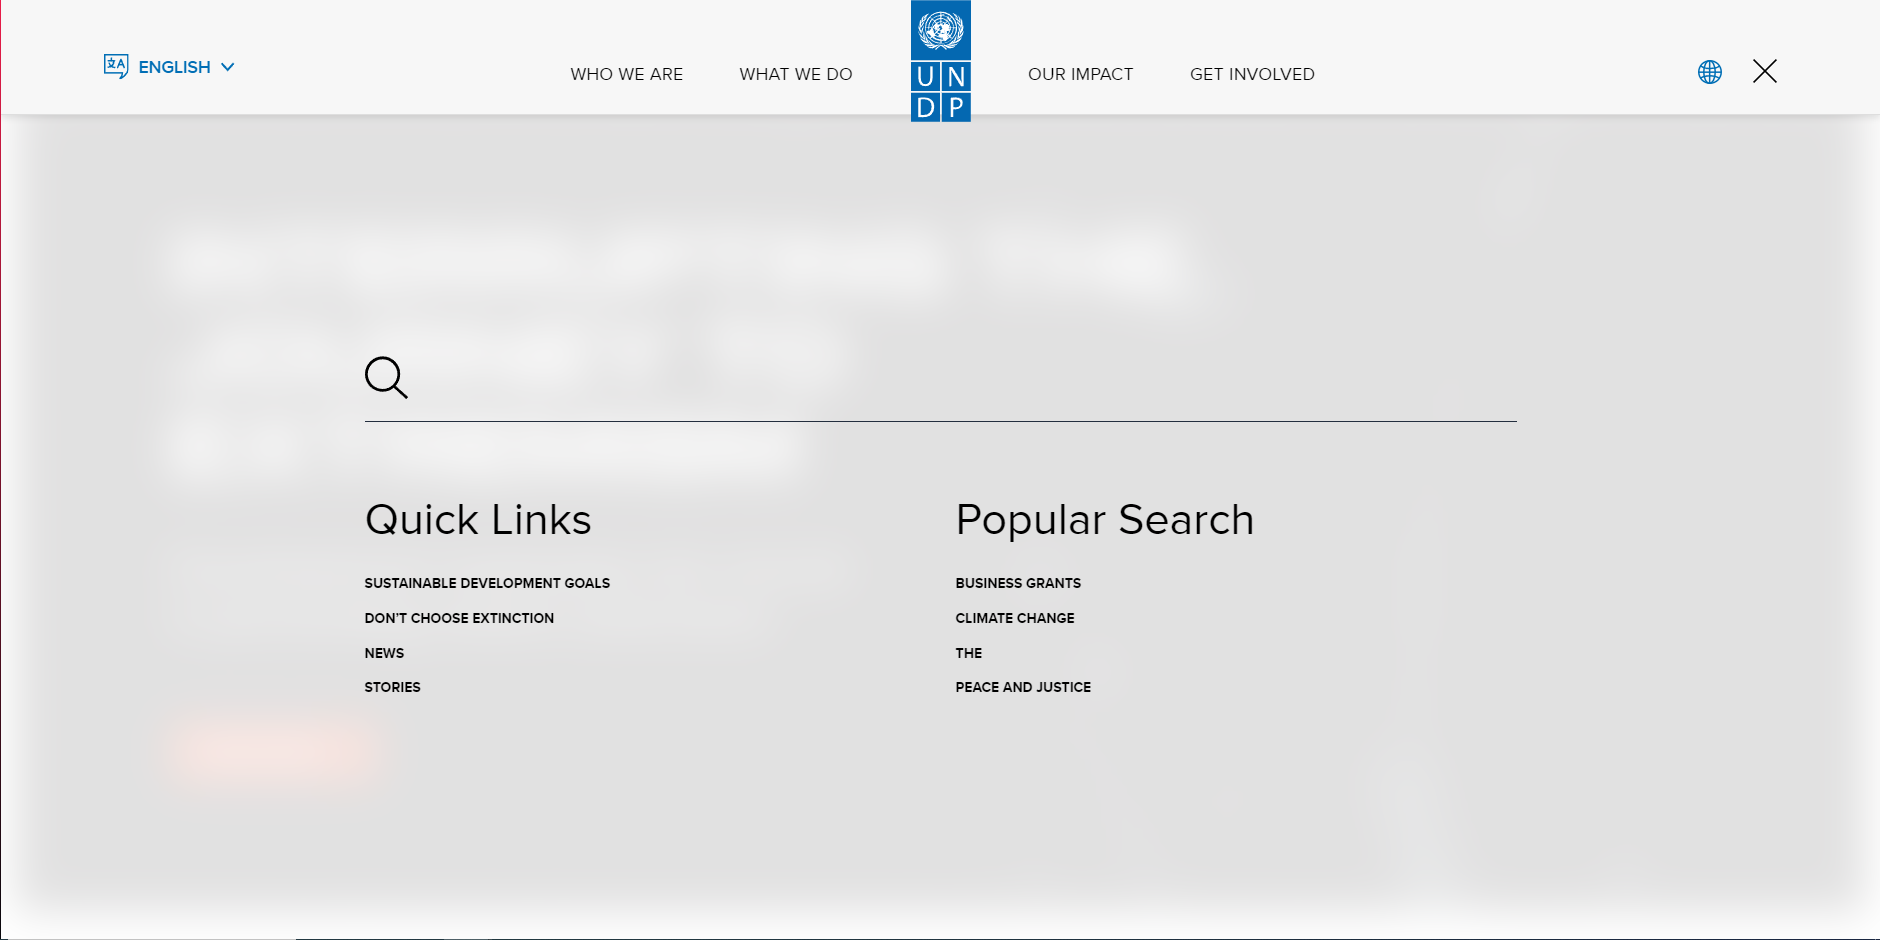 ENGLISH
WHO WE ARE
WHAT WE DO
U N
D P
OUR IMPACT
GET INVOLVED
Quick Links
SUSTAINABLE DEVELOPMENT GOALS
DON’T CHOOSE EXTINCTION
NEWS
STORIES
Popular Search
BUSINESS GRANTS
CLIMATE CHANGE
THE
PEACE AND JUSTICE